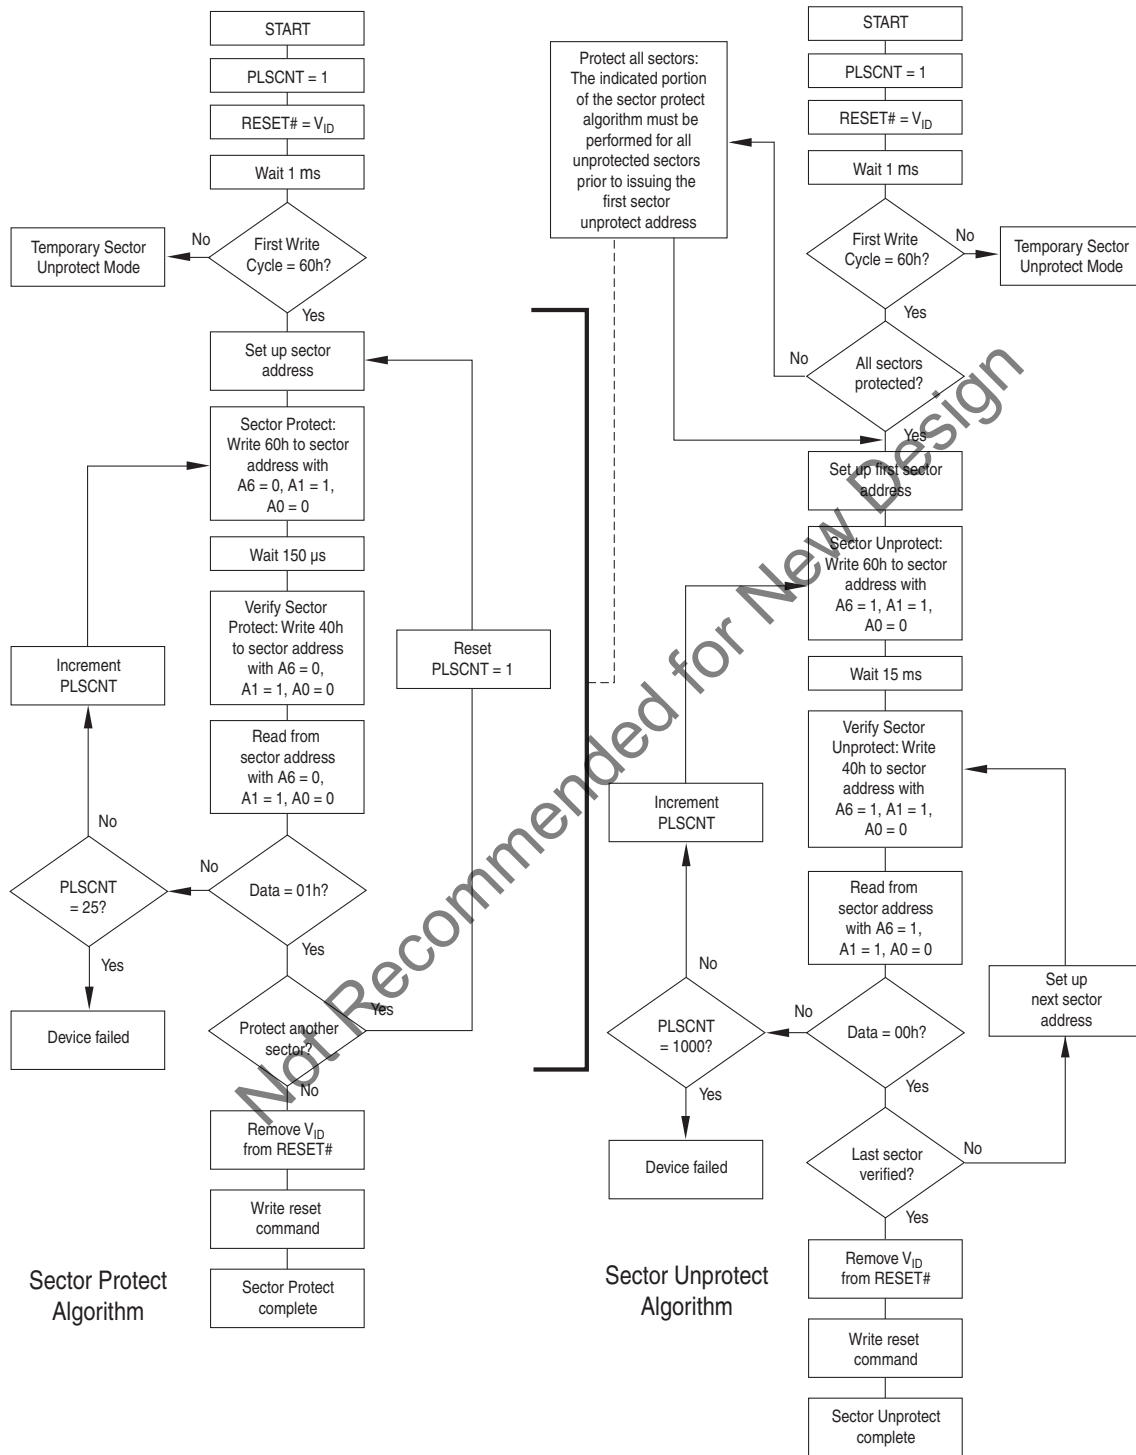 START
PLSCNT = 1
RESET# = VID
Wait 1 ms
First Write
Cycle = 60h?
No
Temporary Sector
Unprotect Mode
Yes
Set up sector
address
Sector Protect:
Write 60h to sector
address with
A6 = 0, A1 = 1,
A0 = 0
Wait 150 µs
Verify Sector
Protect: Write 40h
to sector address
with A6 = 0,
A1 = 1, A0 = 0
Reset
PLSCNT = 1
Increment
PLSCNT
Read from
sector address
with A6 = 0,
A1 = 1, A0 = 0
No
No
PLSCNT
= 25?
Data = 01h?
Yes
Yes
Device failed
Protect another
sector?
Yes
No
Remove VID
from RESET#
Write reset
command
Sector Protect
complete
Sector Protect
Algorithm
Protect all sectors:
The indicated portion
of the sector protect
algorithm must be
performed for all
unprotected sectors
prior to issuing the
first sector
unprotect address
START
PLSCNT = 1
RESET# = VID
Wait 1 ms
First Write
Cycle = 60h?
No
Temporary Sector
Unprotect Mode
Yes
No
All sectors
protected?
Yes
Set up first sector
address
Sector Unprotect:
Write 60h to sector
address with
A6 = 1, A1 = 1,
A0 = 0
Wait 15 ms
Verify Sector
Unprotect: Write
40h to sector
address with
A6 = 1, A1 = 1,
A0 = 0
Increment
PLSCNT
Read from
sector address
with A6 = 1,
A1 = 1, A0 = 0
No
No
PLSCNT
= 1000?
Data = 00h?
Set up
next sector
address
Yes
Yes
Device failed
Last sector
verified?
No
Yes
Remove VID
from RESET#
Write reset
command
Sector Unprotect
complete
Sector Unprotect
Algorithm
Not Recommended for New Design